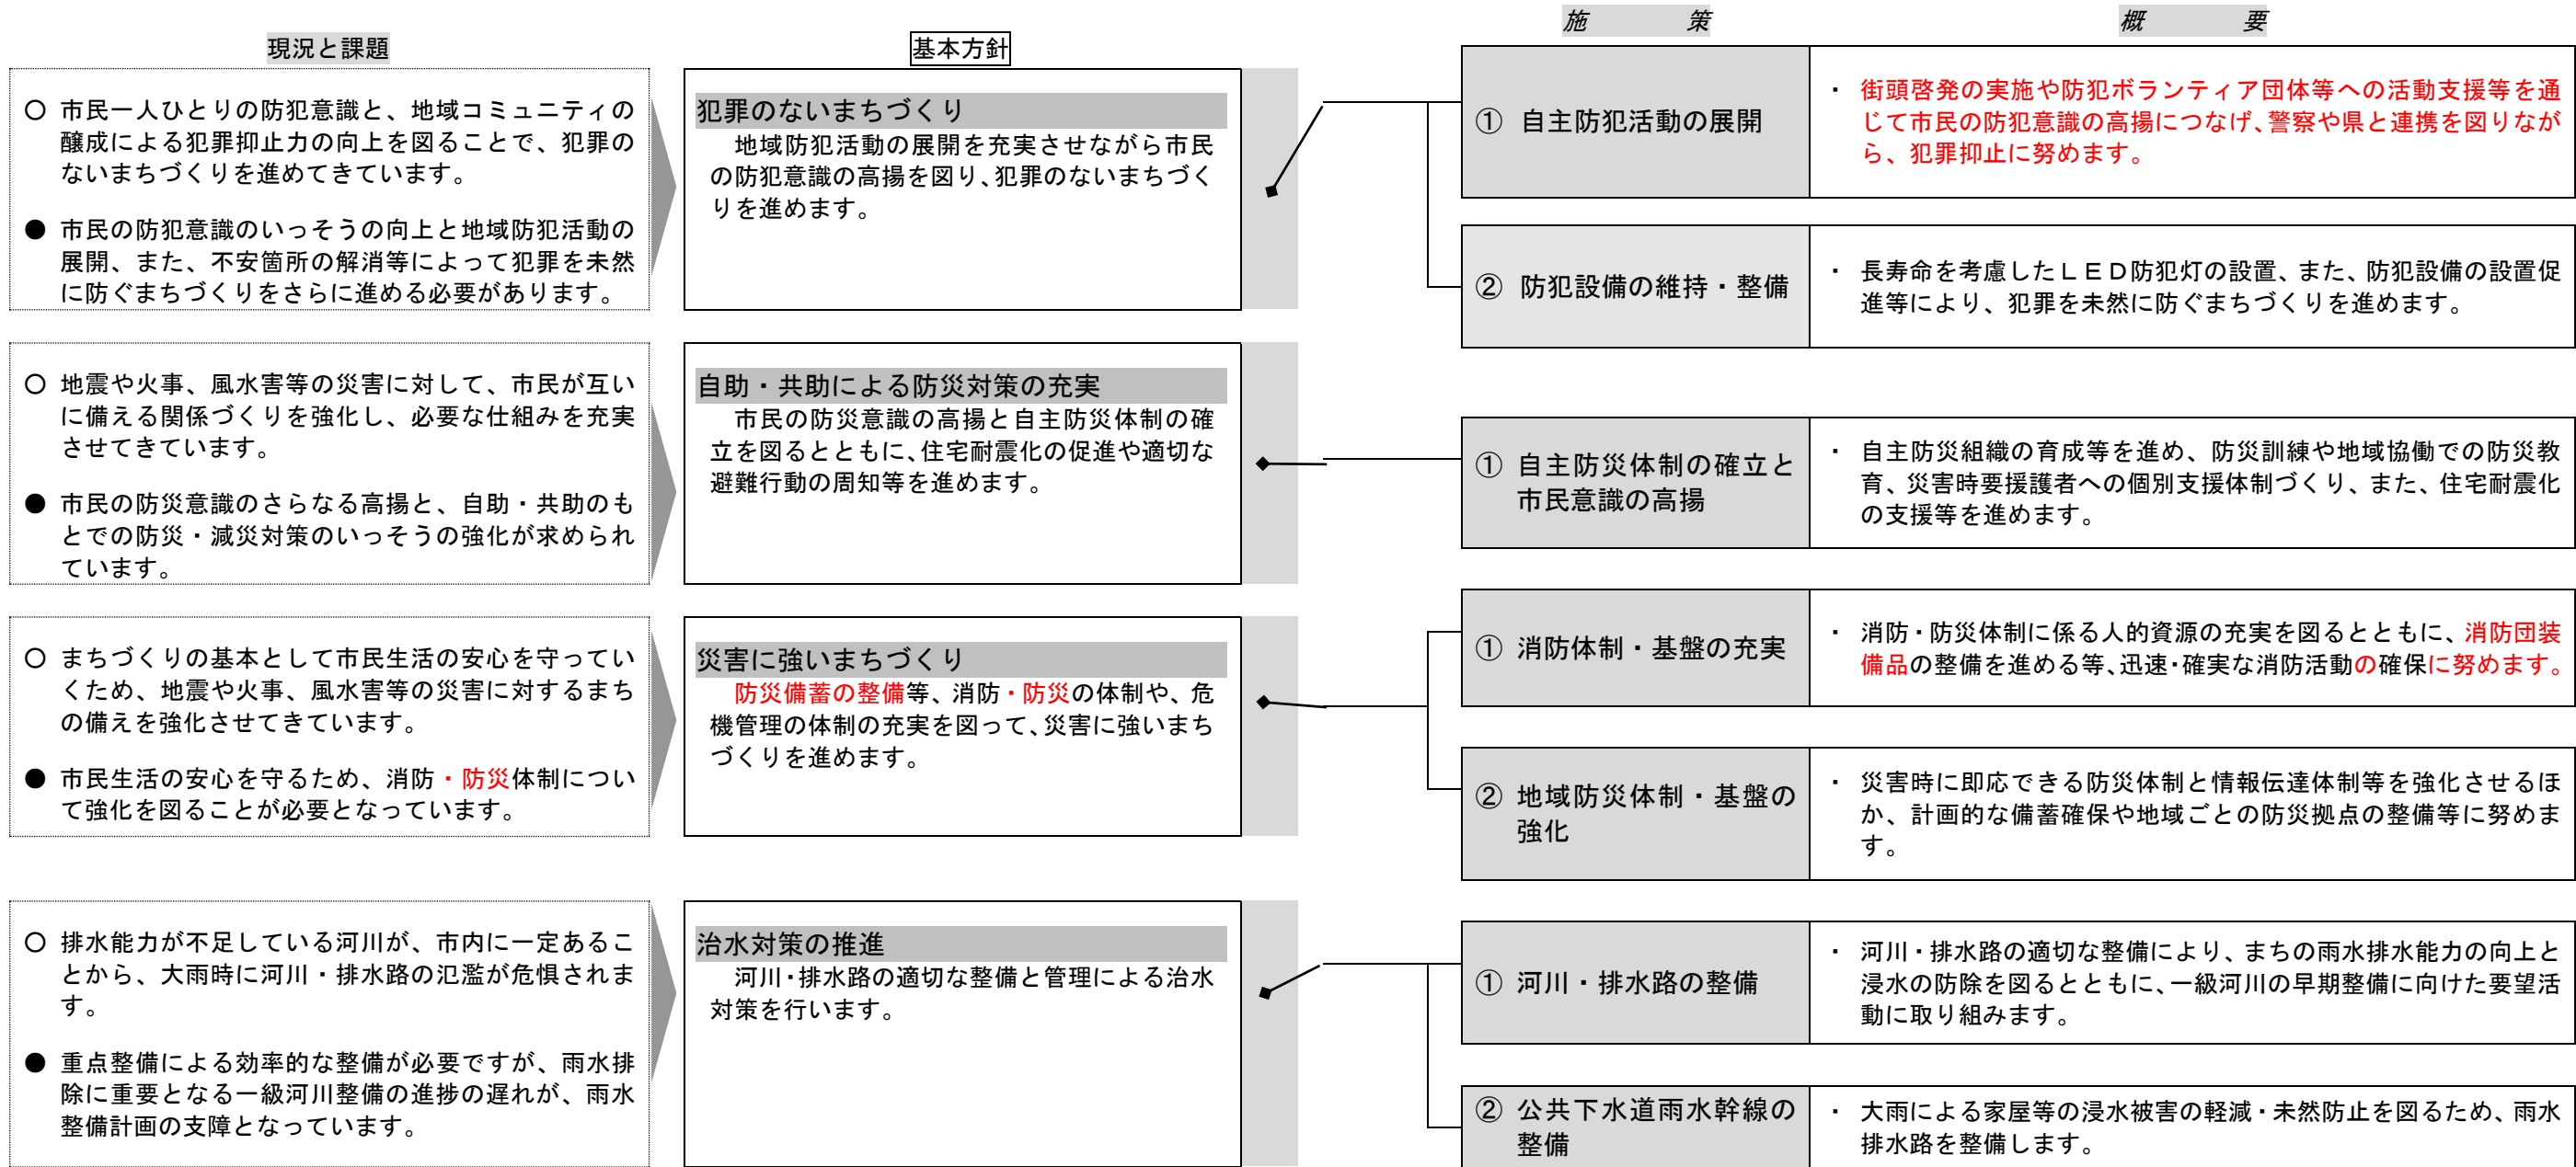 現況と課題
○ 市民一人ひとりの防犯意識と、地域コミュニティの
醸成による犯罪抑止力の向上を図ることで、犯罪の
ないまちづくりを進めてきています。
● 市民の防犯意識のいっそうの向上と地域防犯活動の
展開、また、不安箇所の解消等によって犯罪を未然
に防ぐまちづくりをさらに進める必要があります。
○ 地震や火事、風水害等の災害に対して、市民が互い
に備える関係づくりを強化し、必要な仕組みを充実
させてきています。
● 市民の防災意識のさらなる高揚と、自助・共助のも
とでの防災・減災対策のいっそうの強化が求められ
ています。
○ まちづくりの基本として市民生活の安心を守ってい
くため、地震や火事、風水害等の災害に対するまち
の備えを強化させてきています。
● 市民生活の安心を守るため、消防・防災体制につい
て強化を図ることが必要となっています。
○ 排水能力が不足している河川が、市内に一定あるこ
とから、大雨時に河川・排水路の氾濫が危惧されま
す。
● 重点整備による効率的な整備が必要ですが、雨水排
除に重要となる一級河川整備の進捗の遅れが、雨水
整備計画の支障となっています。
基本方針
犯罪のないまちづくり
地域防犯活動の展開を充実させながら市民
の防犯意識の高揚を図り、犯罪のないまちづく
りを進めます。
自助・共助による防災対策の充実
市民の防災意識の高揚と自主防災体制の確
立を図るとともに、住宅耐震化の促進や適切な
避難行動の周知等を進めます。
災害に強いまちづくり
防災備蓄の整備等、消防・防災の体制や、危
機管理の体制の充実を図って、災害に強いまち
づくりを進めます。
治水対策の推進
河川・排水路の適切な整備と管理による治水
対策を行います。
施 策
概 要
① 自主防犯活動の展開
・ 街頭啓発の実施や防犯ボランティア団体等への活動支援等を通
じて市民の防犯意識の高揚につなげ、警察や県と連携を図りなが
ら、犯罪抑止に努めます。
② 防犯設備の維持・整備
・ 長寿命を考慮したＬＥＤ防犯灯の設置、また、防犯設備の設置促
進等により、犯罪を未然に防ぐまちづくりを進めます。
① 自主防災体制の確立と
市民意識の高揚
・ 自主防災組織の育成等を進め、防災訓練や地域協働での防災教
育、災害時要援護者への個別支援体制づくり、また、住宅耐震化
の支援等を進めます。
① 消防体制・基盤の充実
・ 消防・防災体制に係る人的資源の充実を図るとともに、消防団装
備品の整備を進める等、迅速・確実な消防活動の確保に努めます。
② 地域防災体制・基盤の
強化
・ 災害時に即応できる防災体制と情報伝達体制等を強化させるほ
か、計画的な備蓄確保や地域ごとの防災拠点の整備等に努めま
す。
① 河川・排水路の整備
・ 河川・排水路の適切な整備により、まちの雨水排水能力の向上と
浸水の防除を図るとともに、一級河川の早期整備に向けた要望活
動に取り組みます。
② 公共下水道雨水幹線の
整備
・ 大雨による家屋等の浸水被害の軽減・未然防止を図るため、雨水
排水路を整備します。